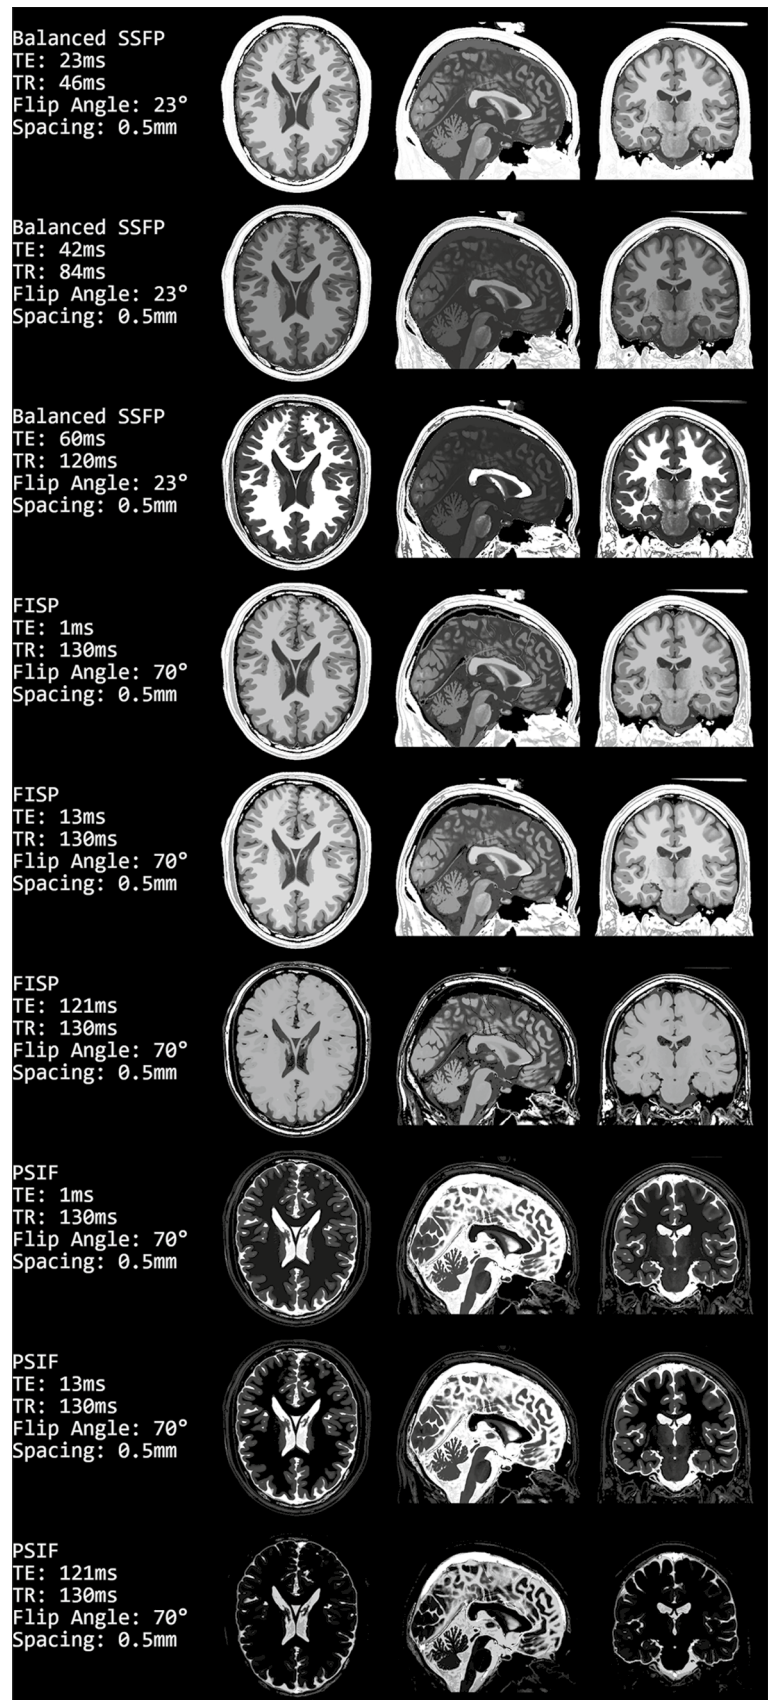 Balanced SSFP
TE: 23ms
TR: 46ms
Flip Angle: 23°
Spacing: 0.5mm
Balanced SSFP
TE: 42ms
TR: 84ms
Flip Angle: 23°
Spacing: 0.5mm
Balanced SSFP
TE: 60ms
TR: 120ms
Flip Angle: 23°
Spacing: 0.5mm
FISP
TE: 1ms
TR: 130ms
Flip Angle: 70°
Spacing: 0.5mm
FISP
TE: 13ms
TR: 130ms
Flip Angle: 70°
Spacing: 0.5mm
FISP
TE: 121ms
TR: 130ms
Flip Angle: 70°
Spacing: 0.5mm
PSIF
TE: 1ms
TR: 130ms
Flip Angle: 70°
Spacing: 0.5mm
PSIF
TE: 13ms
TR: 130ms
Flip Angle: 70°
Spacing: 0.5mm
PSIF
TE: 121ms
TR: 130ms
Flip Angle: 70°
Spacing: 0.5mm